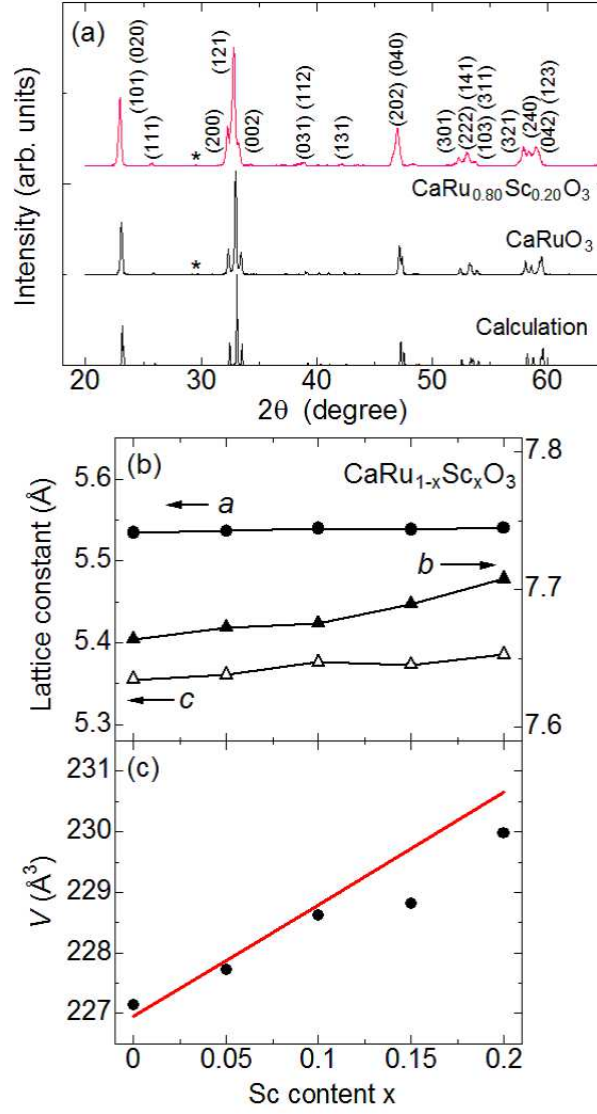 (a)
Intensity (arb. units)
(101) (020)
(111)
(200)
(121)
(002)
(031) (112)
(131)
(202) (040)
(301)
(222) (141)
(103) (311)
(321)
(240)
(042) (123)
*
CaRu0.80Sc0.20O3
*
CaRuO3
Calculation
20 30 40 50 60
2θ (degree)
(b)
CaRu1-xScxO3
Lattice constant (Å)
5.6
5.5
5.4
5.3
7.8
7.7
7.6
a
b
c
(c)
V (Å3)
231
230
229
228
227
0 0.05 0.1 0.15 0.2
Sc content x